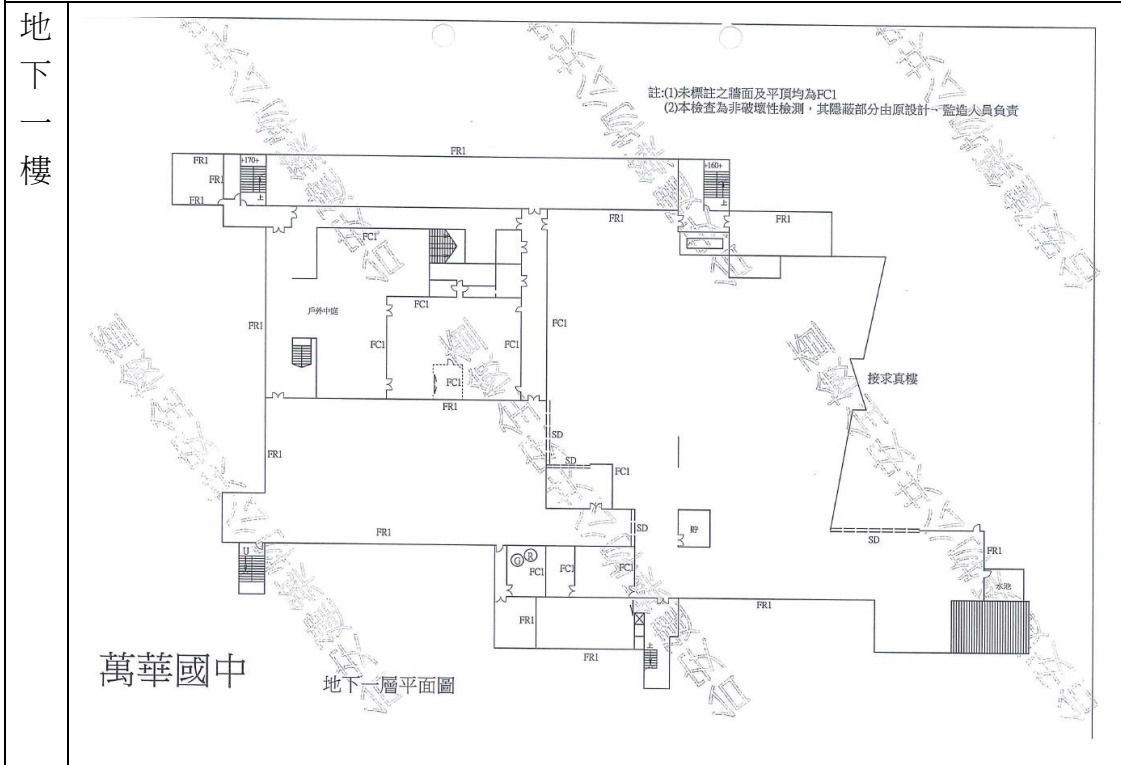 地下一樓
註:(1)未標註之牆面及平頂均為FC1
(2)本檢查為非破壞性檢測，其隱蔽部分由原設計、監造人員負責
FR1
FR1
+170+
+160+
FR1
上
上
FR1
FR1
FR1
FC1
戶外中庭
FC1
FR1
FC1
FC1
FC1
FC1
接求真樓
FR1
SD
FR1
SD
FC1
FR1
SD
貯
SD
U
G
R
FC1
FC1
FC1
FR1
水池
FR1
FR1
上
FR1
萬華國中
地下一層平面圖